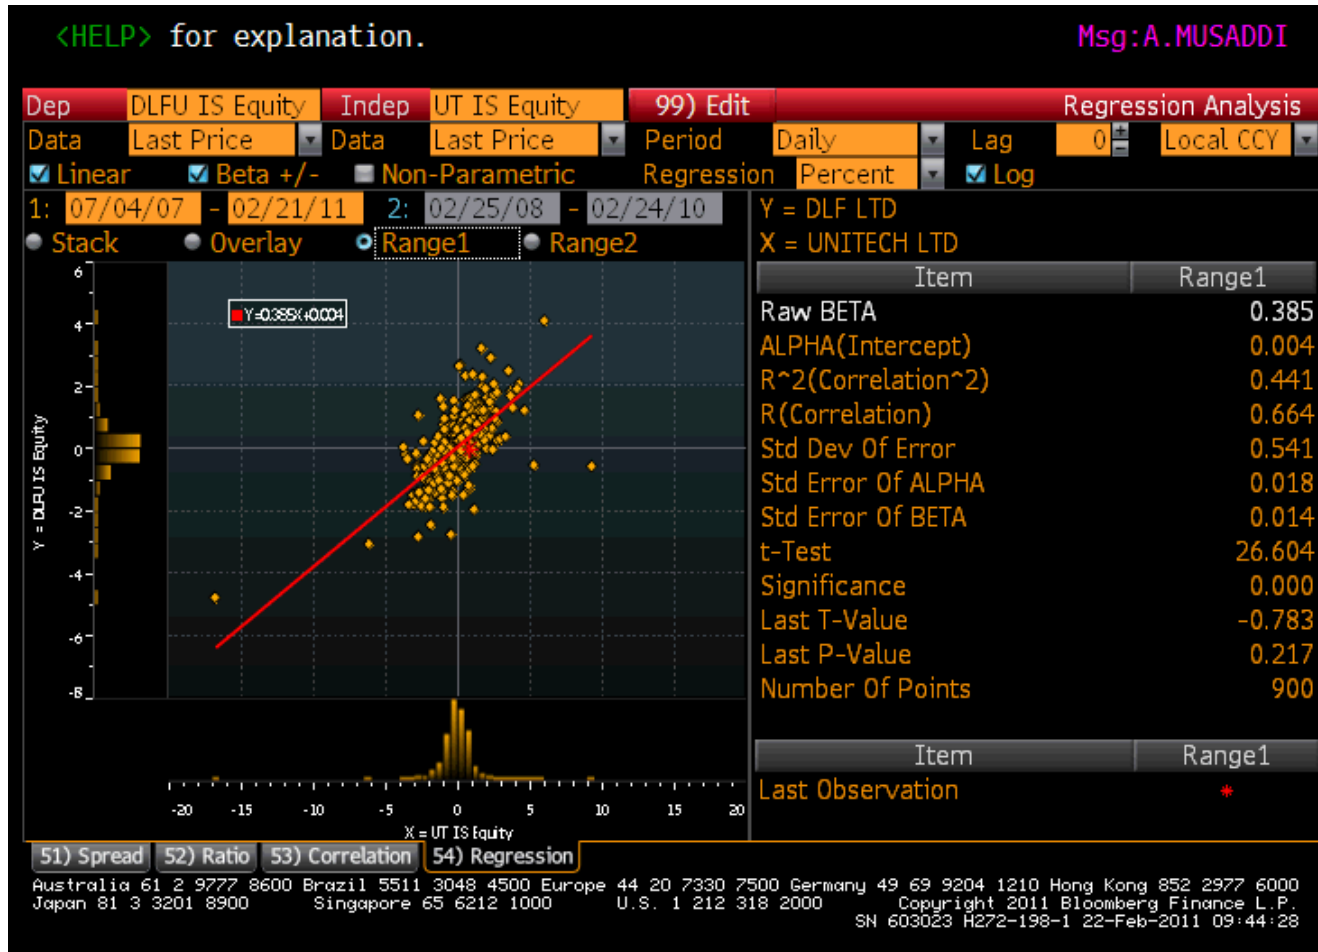 <HELP> for explanation. Msg:A.MUSADDI
Dep DLFU IS Equity Indep UT IS Equity 99) Edit Regression Analysis
Data Last Price Data Last Price Period Daily Lag 0 Local CCY
Linear Beta +/- Non-Parametric Regression Percent Log
1: 07/04/07 - 02/21/11 2: 02/25/08 - 02/24/10
Stack Overlay Range1 Range2
Y = DLF LTD
X = UNITECH LTD
Item Range1
Raw BETA 0.385
ALPHA(Intercept) 0.004
R^2(Correlation^2) 0.441
R(Correlation) 0.664
Std Dev Of Error 0.541
Std Error Of ALPHA 0.018
Std Error Of BETA 0.014
t-Test 26.604
Significance 0.000
Last T-Value -0.783
Last P-Value 0.217
Number Of Points 900
Item Range1
Last Observation *
Y=0.385X+0.004
Y = DLFU IS Equity
6
4
2
0
-2
-4
-6
-8
-20 -15 -10 -5 0 5 10 15 20
X = UT IS Equity
51) Spread 52) Ratio 53) Correlation 54) Regression
Australia 61 2 9777 8600 Brazil 5511 3048 4500 Europe 44 20 7330 7500 Germany 49 69 9204 1210 Hong Kong 852 2977 6000
Japan 81 3 3201 8900 Singapore 65 6212 1000 U.S. 1 212 318 2000 Copyright 2011 Bloomberg Finance L.P.
SN 603023 H272-198-1 22-Feb-2011 09:44:28